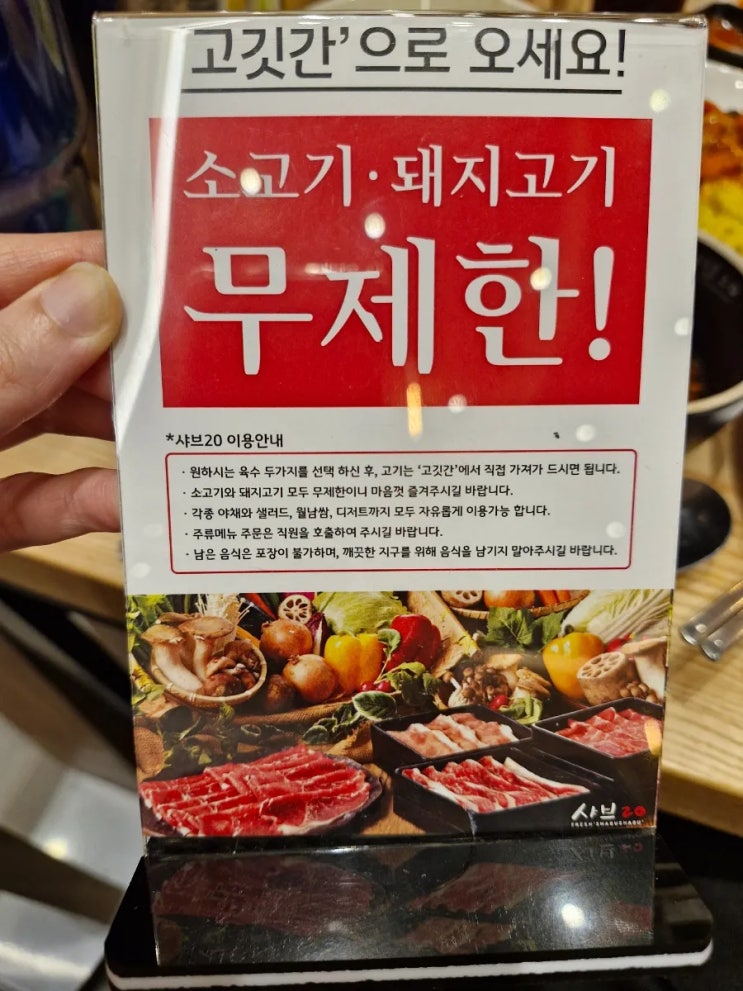 '고깃간'으로 오세요!
소고기·돼지고기
무제한!
*샤브20 이용안내
· 원하시는 육수 두가지를 선택 하신 후, 고기는 '고깃간'에서 직접 가져가 드시면 됩니다.
· 소고기와 돼지고기 모두 무제한이니 마음껏 즐겨주시길 바랍니다.
· 각종 야채와 샐러드, 월남쌈, 디저트까지 모두 자유롭게 이용가능 합니다.
· 주류메뉴 주문은 직원을 호출하여 주시길 바랍니다.
· 남은 음식은 포장이 불가하며, 깨끗한 지구를 위해 음식을 남기지 말아주시길 바랍니다.
샤브20
FRESH SHABUSHABU